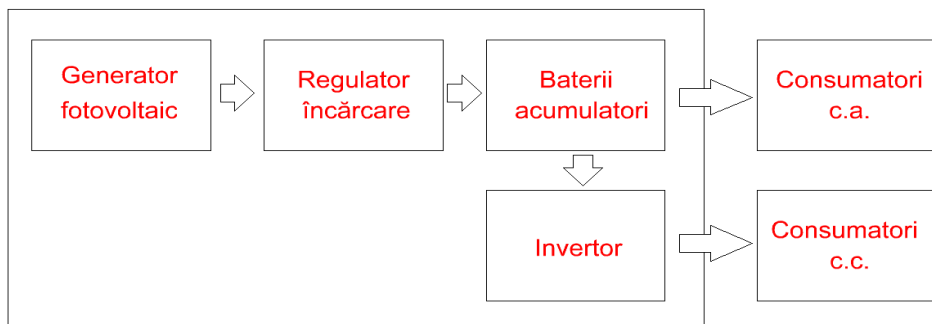 Generator
fotovoltaic
Regulator
încărcare
Baterii
acumulatori
Consumatori
c.a.
Invertor
Consumatori
c.c.